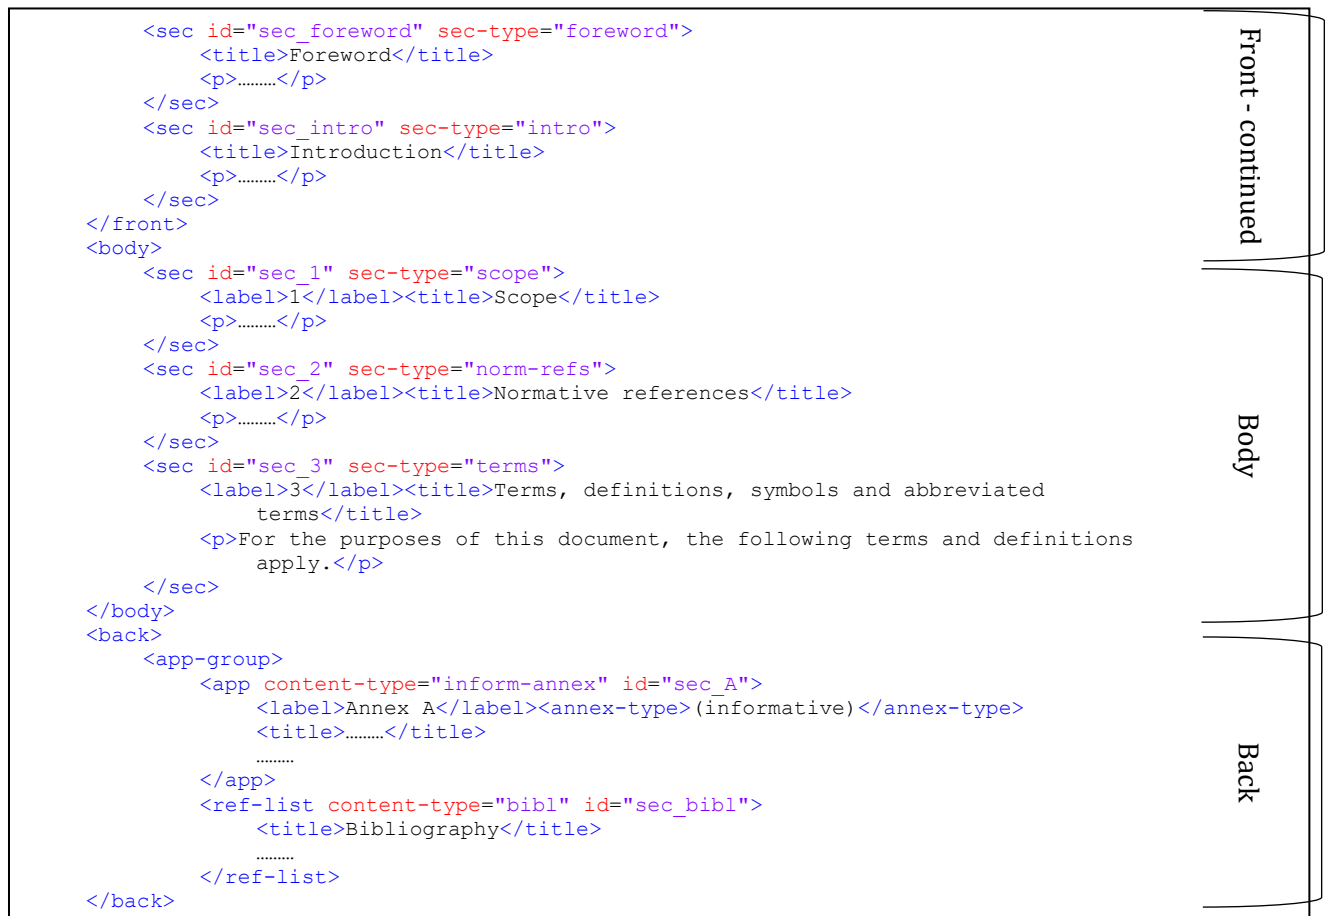 <sec id="sec_foreword" sec-type="foreword">
<title>Foreword</title>
<p>………</p>
</sec>
<sec id="sec_intro" sec-type="intro">
<title>Introduction</title>
<p>………</p>
</sec>
</front>
Front - continued
<body>
<sec id="sec_1" sec-type="scope">
<label>1</label><title>Scope</title>
<p>………</p>
</sec>
<sec id="sec_2" sec-type="norm-refs">
<label>2</label><title>Normative references</title>
<p>………</p>
</sec>
<sec id="sec_3" sec-type="terms">
<label>3</label><title>Terms, definitions, symbols and abbreviated
terms</title>
<p>For the purposes of this document, the following terms and definitions
apply.</p>
</sec>
</body>
Body
<back>
<app-group>
<app content-type="inform-annex" id="sec_A">
<label>Annex A</label><annex-type>(informative)</annex-type>
<title>………</title>
………
</app>
<ref-list content-type="bibl" id="sec_bibl">
<title>Bibliography</title>
………
</ref-list>
</back>
Back